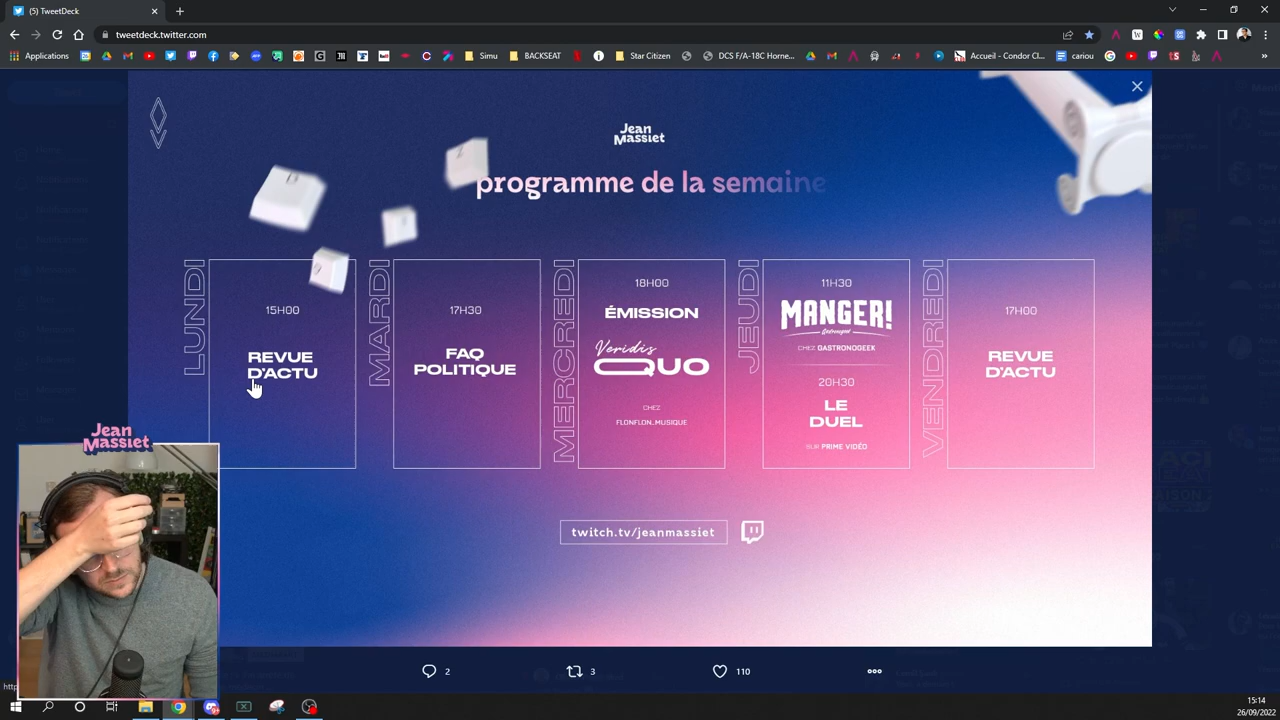 (5) TweetDeck
tweetdeck.twitter.com
Applications
Simu
BACKSEAT
Star Citizen
DCS F/A-18C Horne...
Accueil - Condor Cl...
cariou
Jean
Massiet
programme de la semaine
LUNDI
15H00
REVUE
D'ACTU
MARDI
17H30
FAQ
POLITIQUE
MERCREDI
18H00
ÉMISSION
Veridis
QUO
CHEZ
FLONFLON_MUSIQUE
JEUDI
11H30
MANGER!
CHEZ GASTRONOGEEK
20H30
LE
DUEL
SUR PRIME VIDÉO
VENDREDI
17H00
REVUE
D'ACTU
twitch.tv/jeanmassiet
Jean
Massiet
2
3
110
15:14
26/09/2022